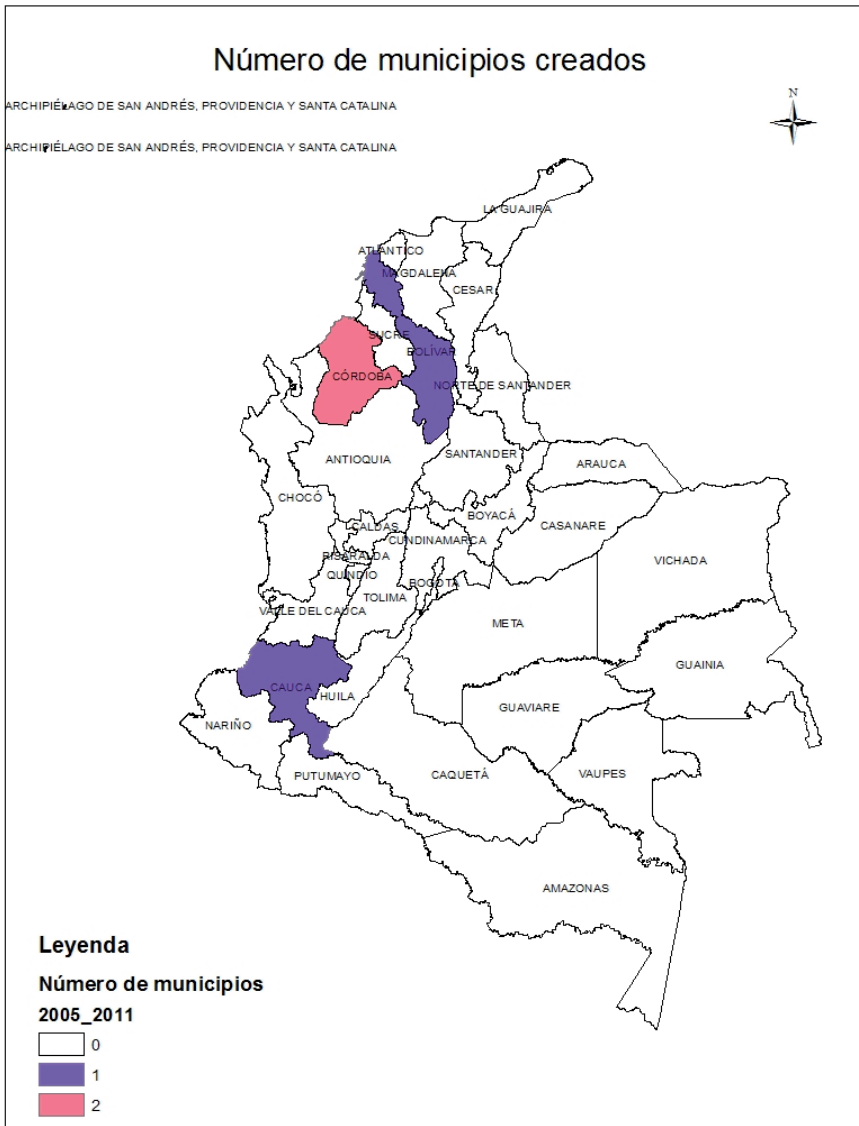 Número de municipios creados
N
ARCHIPIÉLAGO DE SAN ANDRÉS, PROVIDENCIA Y SANTA CATALINA
ARCHIPIÉLAGO DE SAN ANDRÉS, PROVIDENCIA Y SANTA CATALINA
LA GUAJIRA
ATLÁNTICO
MAGDALENA
CESAR
SUCRE
BOLÍVAR
CÓRDOBA
NORTE DE SANTANDER
ANTIOQUIA
SANTANDER
ARAUCA
CHOCÓ
BOYACÁ
CALDAS
CASANARE
CUNDINAMARCA
RISARALDA
VICHADA
QUINDIO
BOGOTÁ
TOLIMA
VALLE DEL CAUCA
META
GUAINIA
CAUCA
HUILA
GUAVIARE
NARIÑO
PUTUMAYO
CAQUETÁ
VAUPES
AMAZONAS
Leyenda
Número de municipios
2005_2011
0
1
2